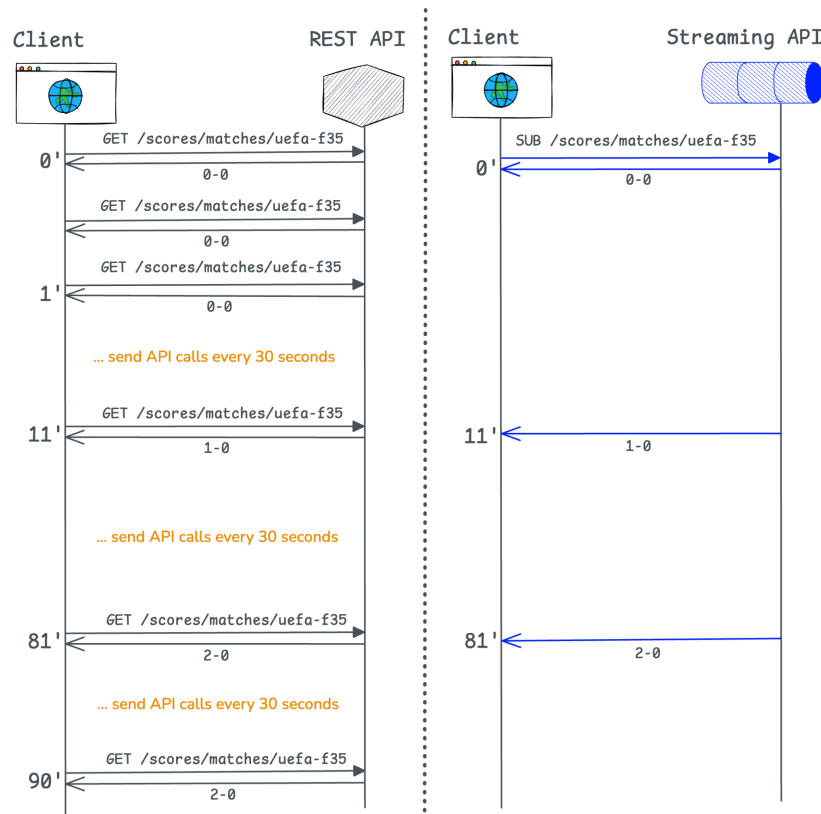 Client
REST API
GET /scores/matches/uefa-f35
0'
0-0
GET /scores/matches/uefa-f35
0-0
GET /scores/matches/uefa-f35
1'
0-0
... send API calls every 30 seconds
GET /scores/matches/uefa-f35
11'
1-0
... send API calls every 30 seconds
GET /scores/matches/uefa-f35
81'
2-0
... send API calls every 30 seconds
GET /scores/matches/uefa-f35
90'
2-0
Client
Streaming API
SUB /scores/matches/uefa-f35
0'
0-0
11'
1-0
81'
2-0